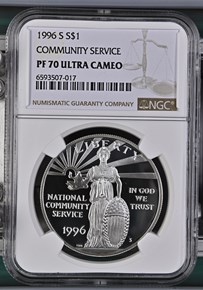 1996 S S$1
COMMUNITY SERVICE
PF 70 ULTRA CAMEO
6593507-017
NUMISMATIC GUARANTY COMPANY
NGC
LIBERTY
NATIONAL
COMMUNITY
SERVICE
1996
IN GOD
WE
TRUST
S